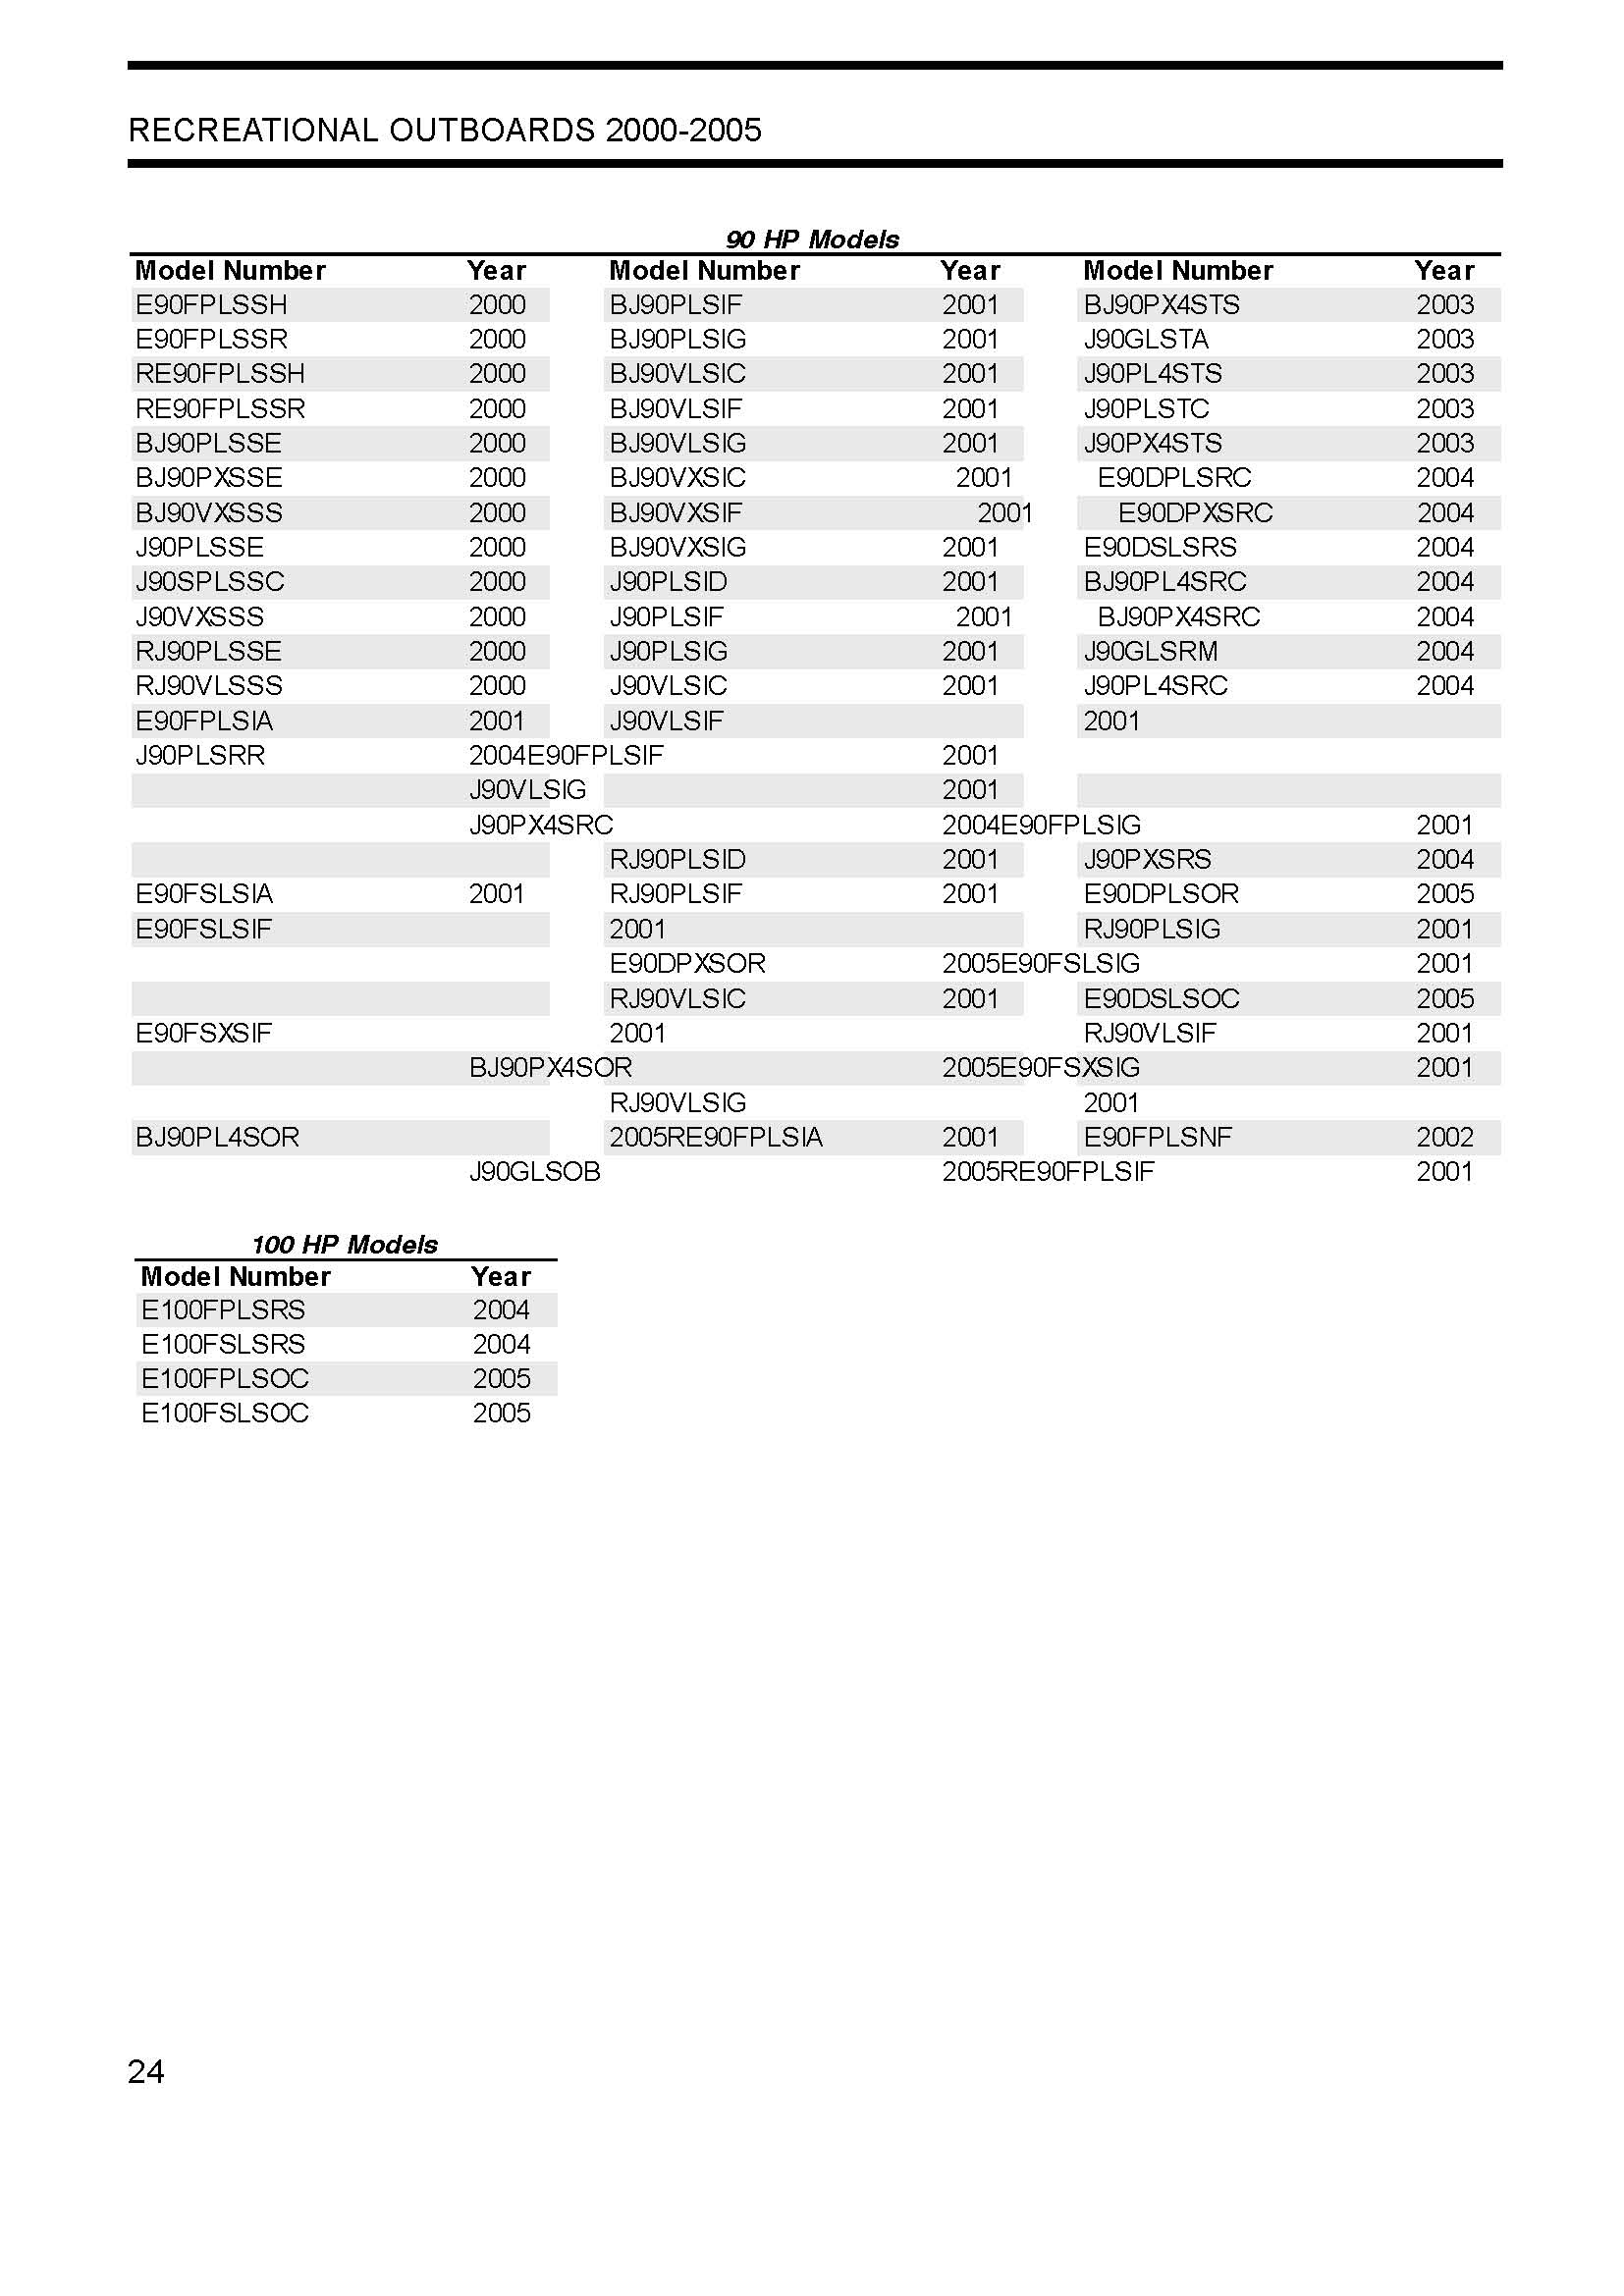 RECREATIONAL OUTBOARDS 2000-2005
90 HP Models
Model Number Year Model Number Year Model Number Year
E90FPLSSH 2000 BJ90PLSIF 2001 BJ90PX4STS 2003
E90FPLSSR 2000 BJ90PLSIG 2001 J90GLSTA 2003
RE90FPLSSH 2000 BJ90VLSIC 2001 J90PL4STS 2003
RE90FPLSSR 2000 BJ90VLSIF 2001 J90PLSTC 2003
BJ90PLSSE 2000 BJ90VLSIG 2001 J90PX4STS 2003
BJ90PXSSE 2000 BJ90VXSIC 2001 E90DPLSRC 2004
BJ90VXSSS 2000 BJ90VXSIF 2001 E90DPXSRC 2004
J90PLSSE 2000 BJ90VXSIG 2001 E90DSLSRS 2004
J90SPLSSC 2000 J90PLSID 2001 BJ90PL4SRC 2004
J90VXSSS 2000 J90PLSIF 2001 BJ90PX4SRC 2004
RJ90PLSSE 2000 J90PLSIG 2001 J90GLSRM 2004
RJ90VLSSS 2000 J90VLSIC 2001 J90PL4SRC 2004
E90FPLSIA 2001 J90VLSIF 2001
J90PLSRR 2004E90FPLSIF 2001
J90VLSIG 2001
J90PX4SRC 2004E90FPLSIG 2001
RJ90PLSID 2001 J90PXSRS 2004
E90FSLSIA 2001 RJ90PLSIF 2001 E90DPLSOR 2005
E90FSLSIF 2001 RJ90PLSIG 2001
E90DPXSOR 2005E90FSLSIG 2001
RJ90VLSIC 2001 E90DSLSOC 2005
E90FSXSIF 2001 RJ90VLSIF 2001
BJ90PX4SOR 2005E90FSXSIG 2001
RJ90VLSIG 2001
BJ90PL4SOR 2005RE90FPLSIA 2001 E90FPLSNF 2002
J90GLSOB 2005RE90FPLSIF 2001
100 HP Models
Model Number Year
E100FPLSRS 2004
E100FSLSRS 2004
E100FPLSOC 2005
E100FSLSOC 2005
24